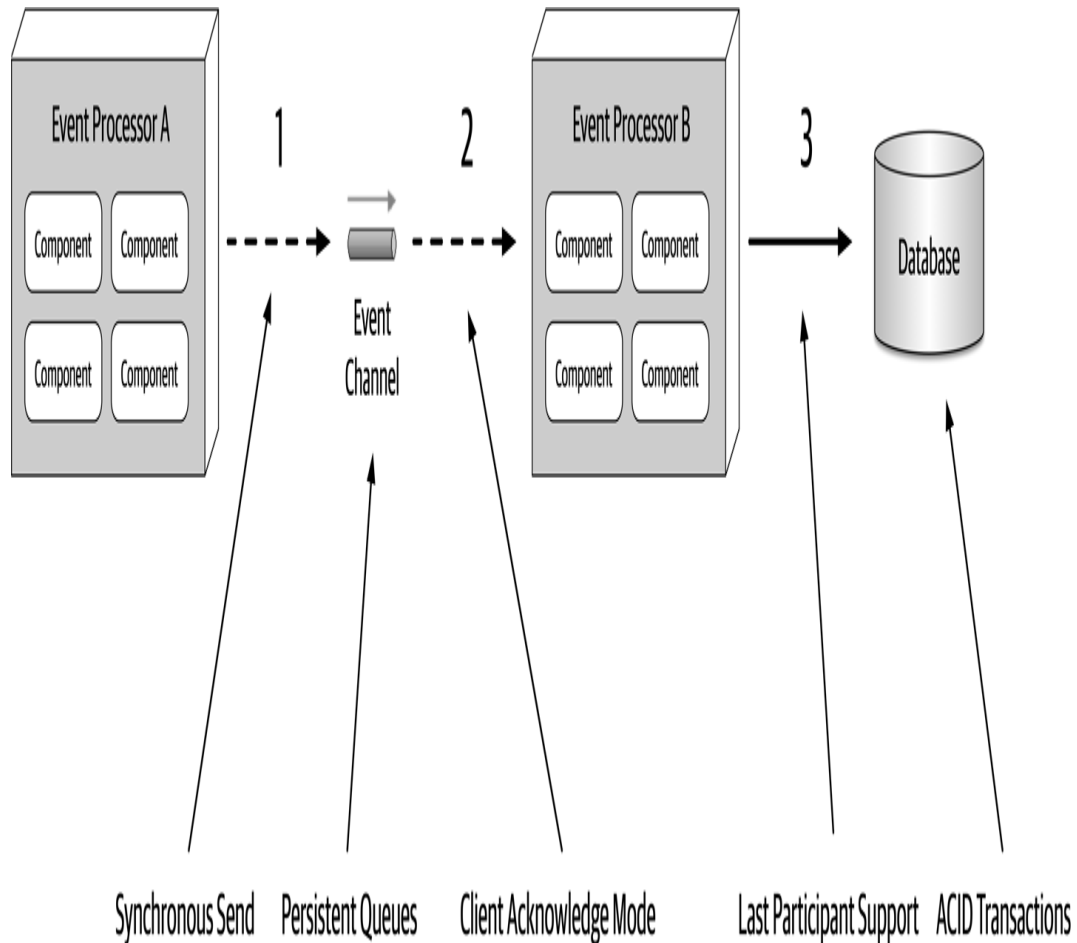 Event Processor A
1
2
Event Processor B
3
Component Component
Component Component
Event
Channel
Component Component
Component Component
Database
Synchronous Send
Persistent Queues
Client Acknowledge Mode
Last Participant Support
ACID Transactions